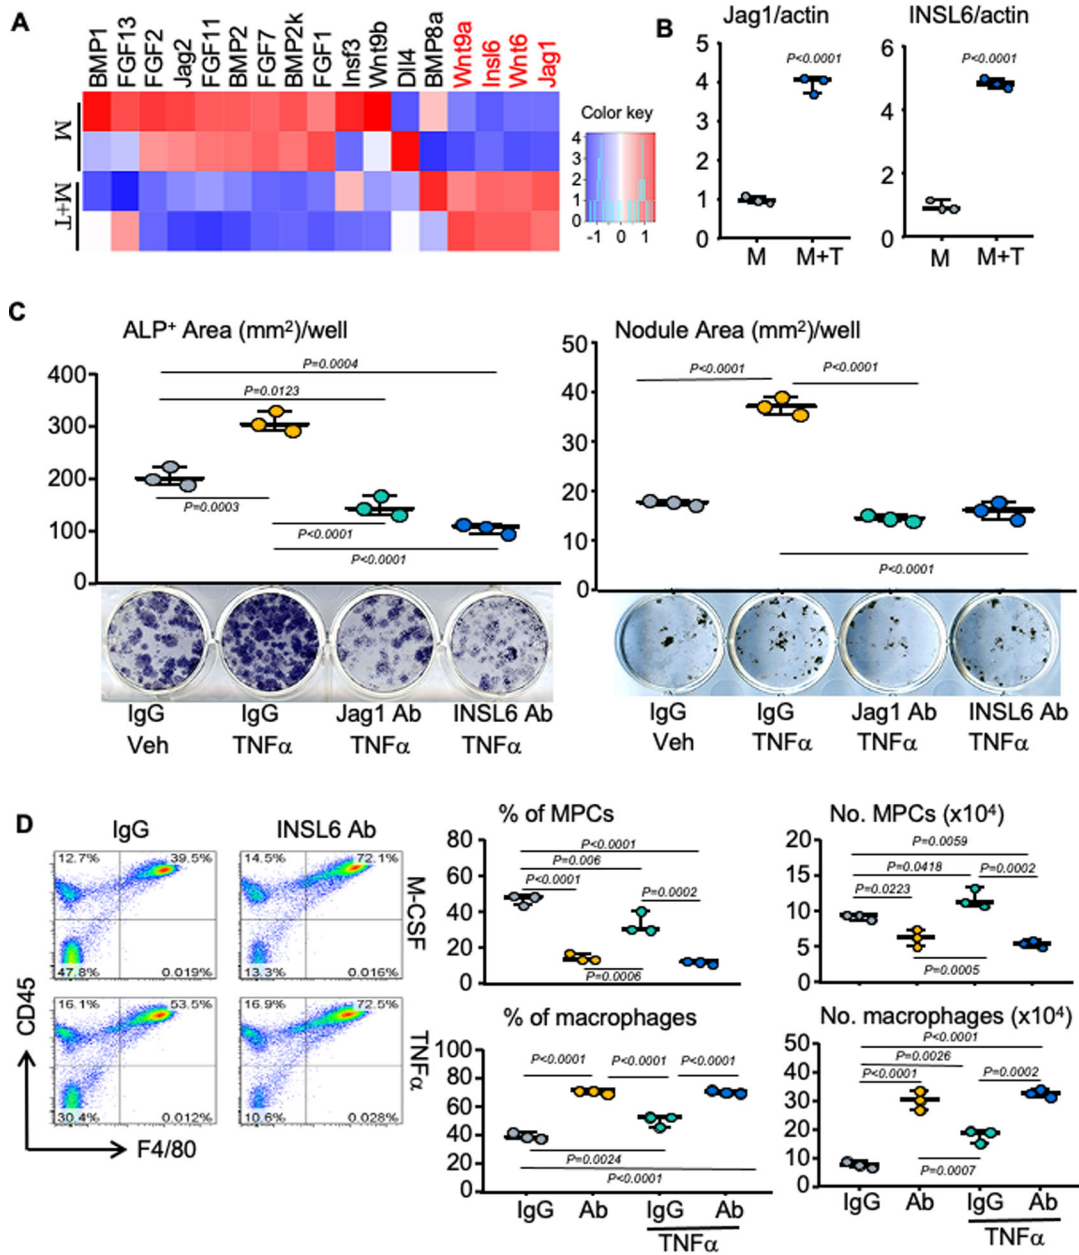 A
BMP1
FGF13
FGF2
Jag2
FGF11
BMP2
FGF7
BMP2k
FGF1
Insf3
Wnt9b
Dl4
BMP8a
Wnt9a
Insl6
Wnt6
Jag1
M
M+T
Color key
4
3
2
1
0
-1 0 1
B
Jag1/actin
P<0.0001
5
4
3
2
1
0
M M+T
INSL6/actin
P<0.0001
6
4
2
0
M M+T
C
ALP+ Area (mm2)/well
P=0.0004
P=0.0123
P=0.0003
P<0.0001
P<0.0001
400
300
200
100
0
IgG IgG Jag1 Ab INSL6 Ab
Veh TNFα TNFα TNFα
Nodule Area (mm2)/well
P<0.0001 P<0.0001
P<0.0001
50
40
30
20
10
0
IgG IgG Jag1 Ab INSL6 Ab
Veh TNFα TNFα TNFα
D
IgG INSL6 Ab
12.7% 39.5% 14.5% 72.1%
47.8% 0.019% 13.3% 0.016%
M-CSF
16.1% 53.5% 16.9% 72.5%
30.4% 0.012% 10.6% 0.028%
TNFα
CD45
F4/80
% of MPCs
P<0.0001
P=0.006
P<0.0001 P=0.0002
P=0.0006
80
60
40
20
0
No. MPCs (x104)
P=0.0059
P=0.0418 P=0.0002
P=0.0223
P=0.0005
20
15
10
5
0
% of macrophages
P<0.0001 P<0.0001 P<0.0001
P=0.0024
P<0.0001
100
80
60
40
20
0
IgG Ab IgG Ab
TNFα
No. macrophages (x104)
P<0.0001
P=0.0026
P<0.0001 P=0.0002
P=0.0007
50
40
30
20
10
0
IgG Ab IgG Ab
TNFα